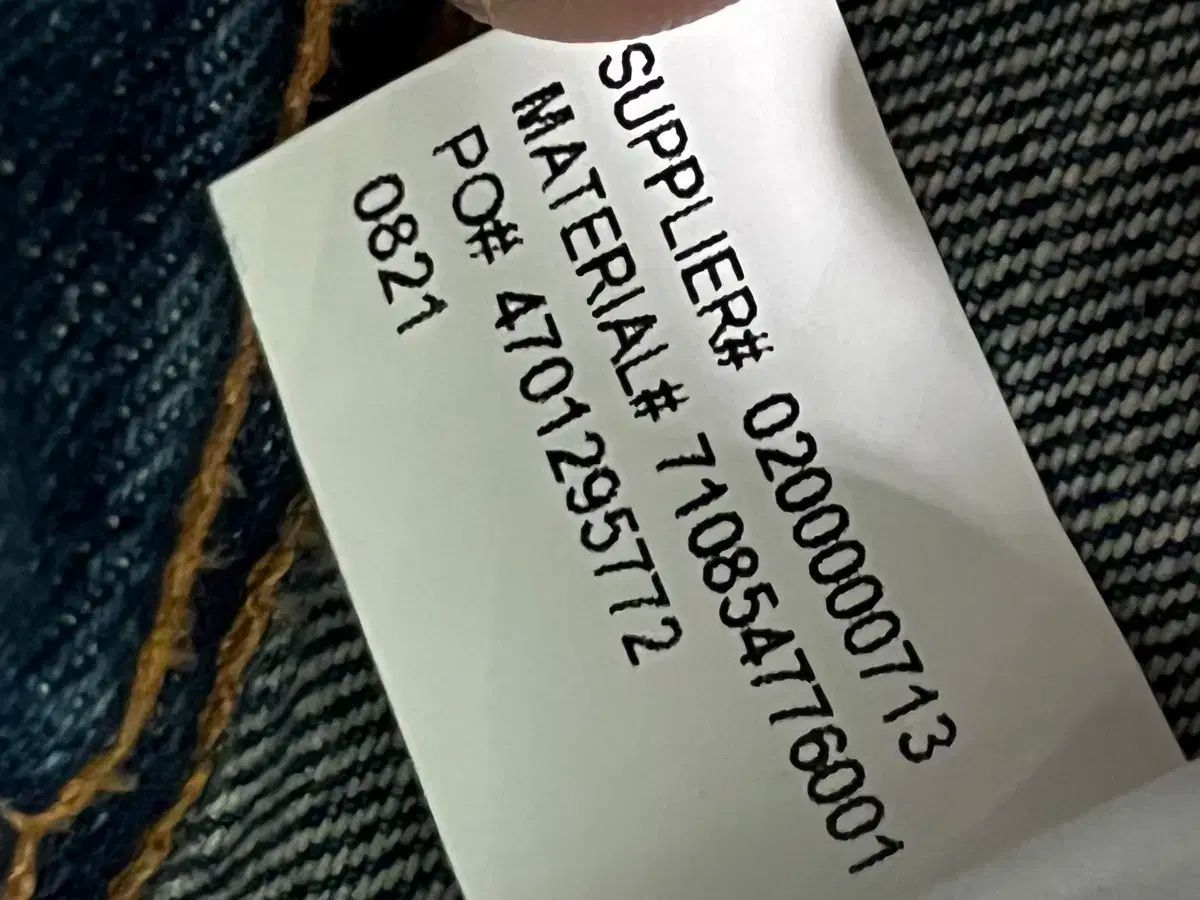 SUPPLIER# 0200000713
MATERIAL# 710854776001
PO# 4701295772
0821